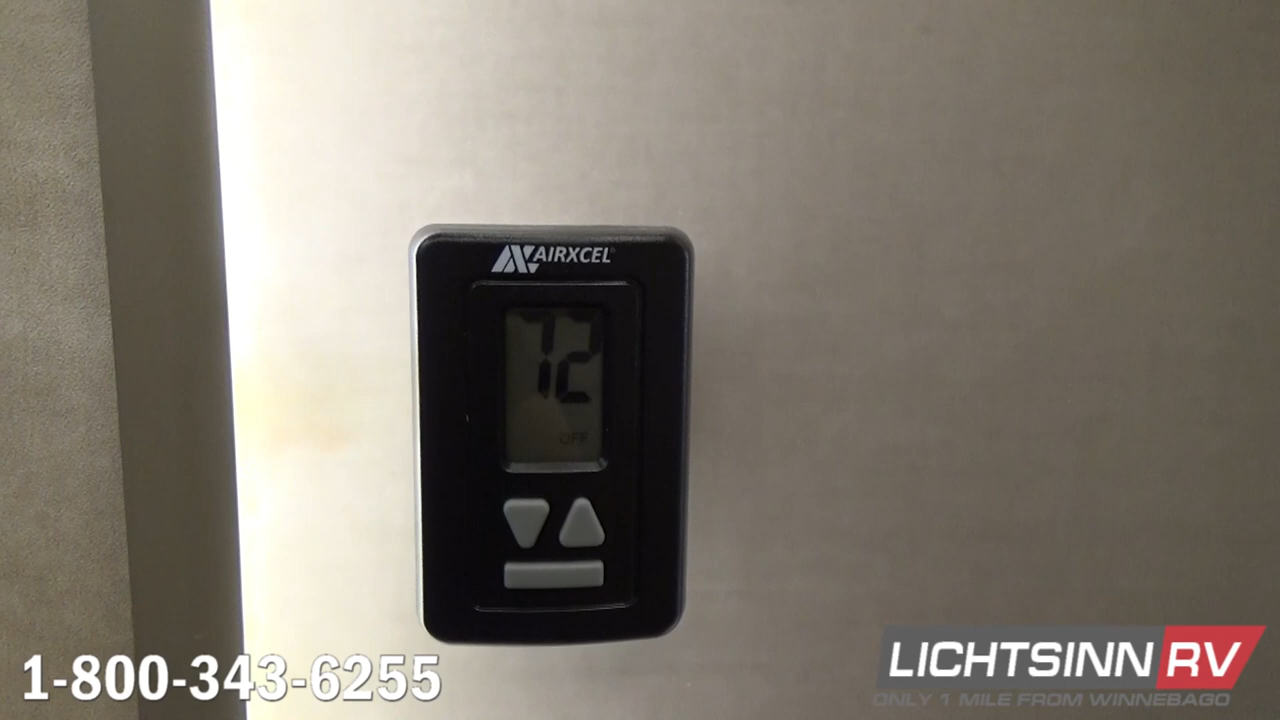 AIRXCEL
72
OFF
1-800-343-6255
LICHTSINN RV
ONLY 1 MILE FROM WINNEBAGO